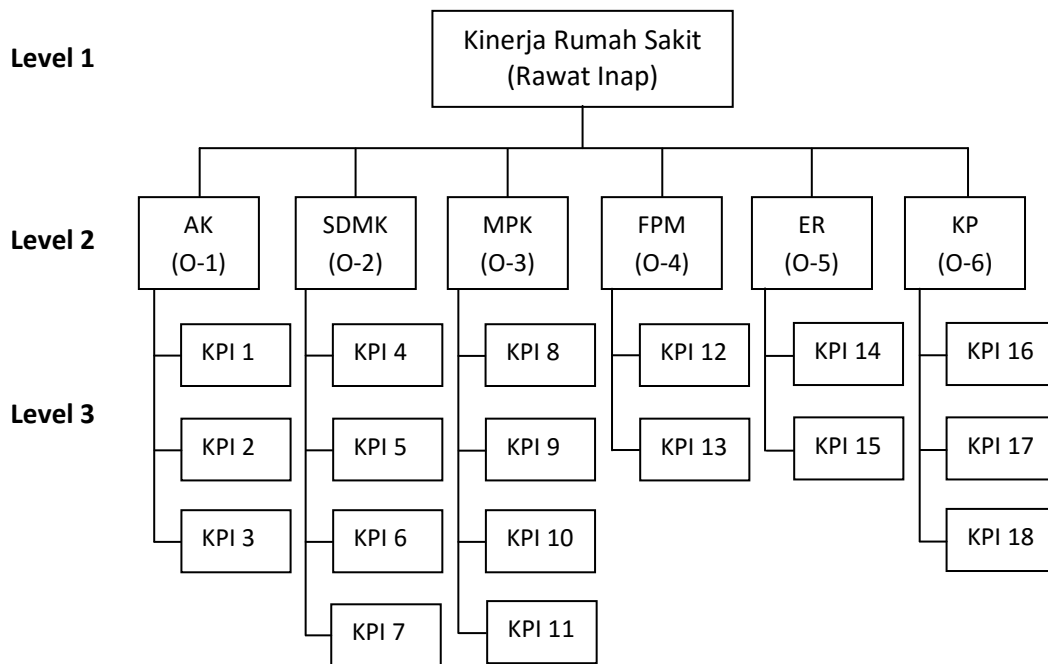 Level 1
Kinerja Rumah Sakit
(Rawat Inap)
Level 2
AK
(O-1)
SDMK
(O-2)
MPK
(O-3)
FPM
(O-4)
ER
(O-5)
KP
(O-6)
Level 3
KPI 1
KPI 2
KPI 3
KPI 4
KPI 5
KPI 6
KPI 7
KPI 8
KPI 9
KPI 10
KPI 11
KPI 12
KPI 13
KPI 14
KPI 15
KPI 16
KPI 17
KPI 18